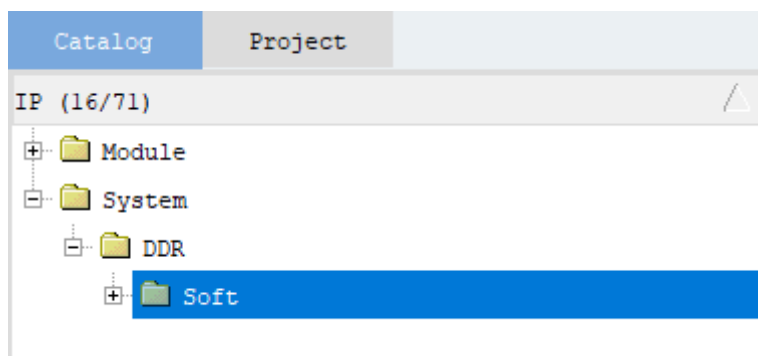 Catalog Project
IP (16/71)
Module
System
DDR
Soft